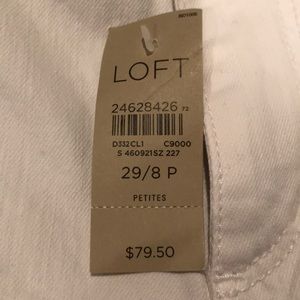 LOFT
24628426 72
D332CL1 C9000
S 460921SZ 227
29/8 P
PETITES
$79.50